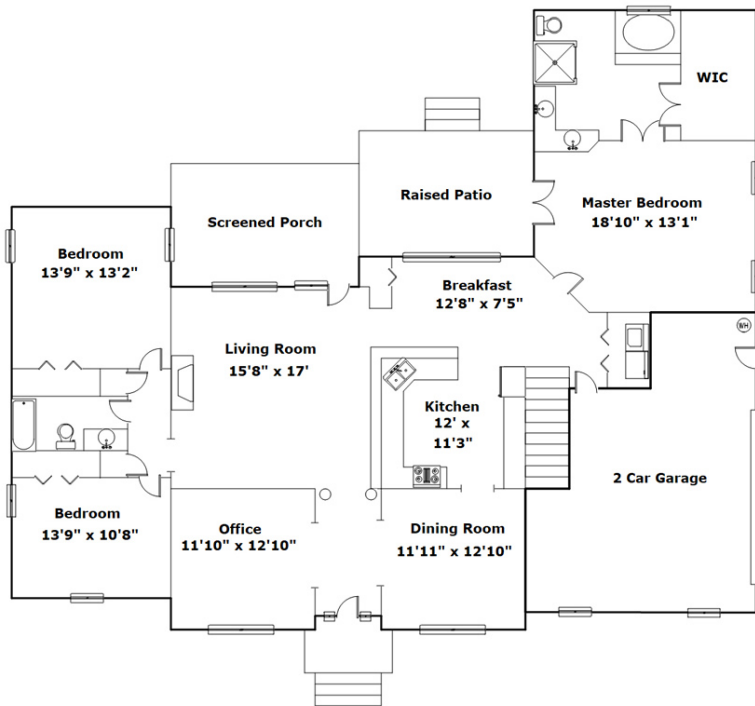 WIC
Master Bedroom
18'10" x 13'1"
Raised Patio
Screened Porch
Bedroom
13'9" x 13'2"
Breakfast
12'8" x 7'5"
WH
Living Room
15'8" x 17'
Kitchen
12' x
11'3"
2 Car Garage
Bedroom
13'9" x 10'8"
Office
11'10" x 12'10"
Dining Room
11'11" x 12'10"